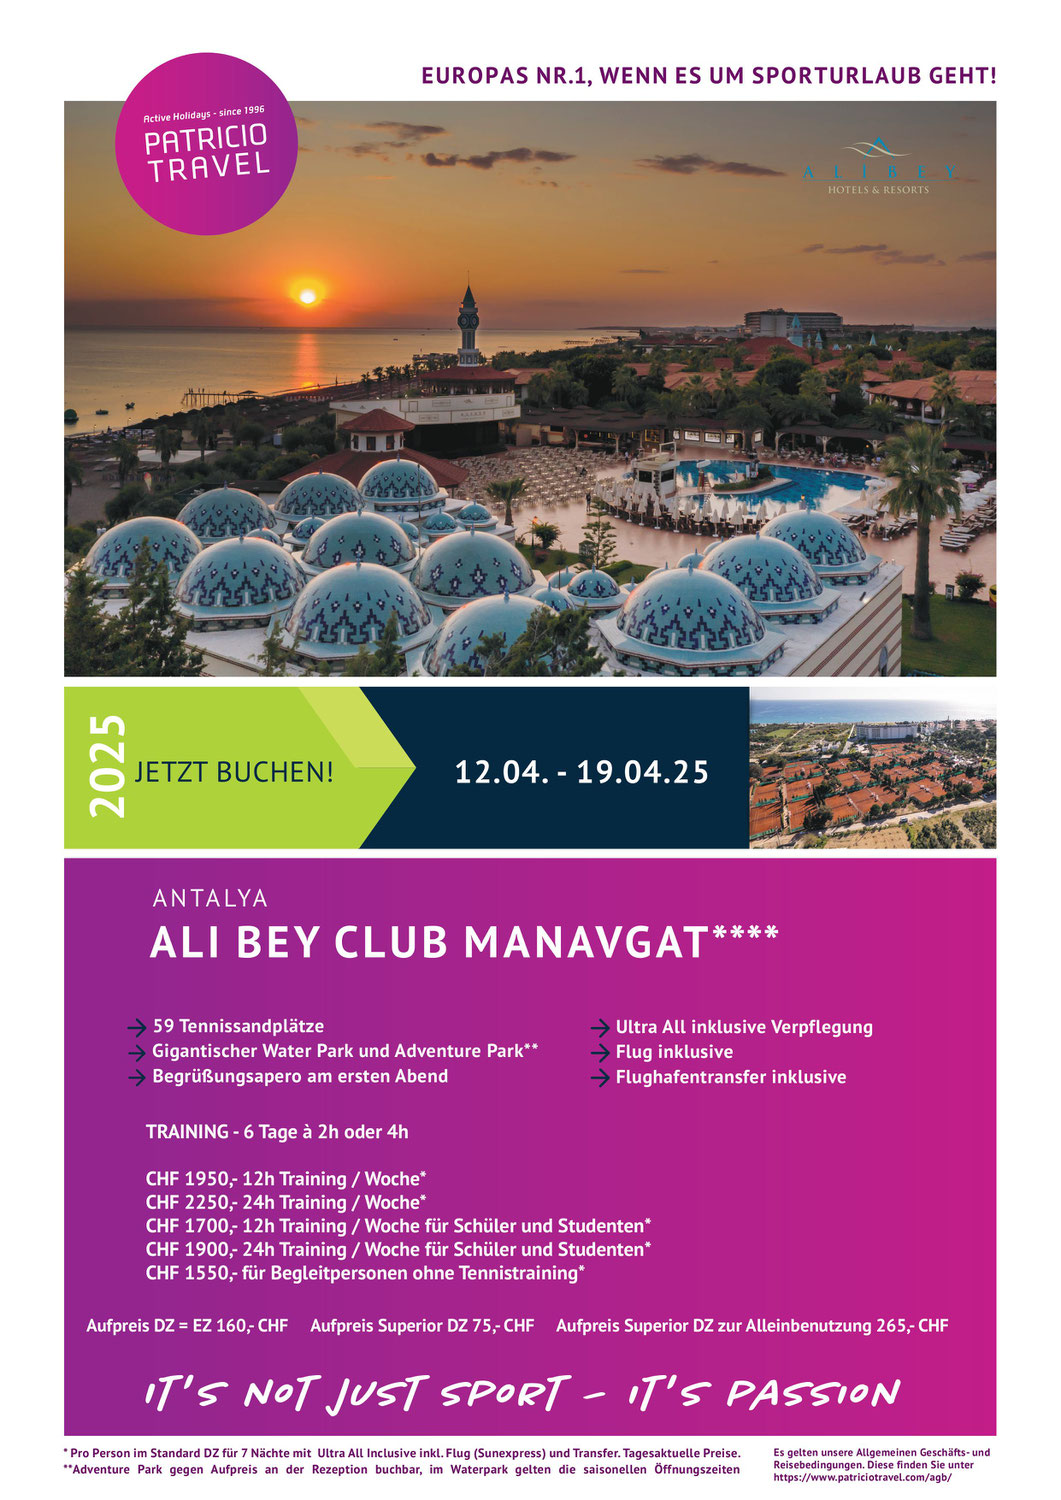 EUROPAS NR.1, WENN ES UM SPORTURLAUB GEHT!
Active Holidays - since 1996
PATRICIO
TRAVEL
ALI BEY
HOTELS & RESORTS
2025
JETZT BUCHEN!
12.04. - 19.04.25
ANTALYA
ALI BEY CLUB MANAVGAT****
→ 59 Tennissandplätze
→ Gigantischer Water Park und Adventure Park**
→ Begrüßungsapero am ersten Abend
→ Ultra All inklusive Verpflegung
→ Flug inklusive
→ Flughafentransfer inklusive
TRAINING - 6 Tage à 2h oder 4h
CHF 1950,- 12h Training / Woche*
CHF 2250,- 24h Training / Woche*
CHF 1700,- 12h Training / Woche für Schüler und Studenten*
CHF 1900,- 24h Training / Woche für Schüler und Studenten*
CHF 1550,- für Begleitpersonen ohne Tennistraining*
Aufpreis DZ = EZ 160,- CHF Aufpreis Superior DZ 75,- CHF Aufpreis Superior DZ zur Alleinbenutzung 265,- CHF
IT'S NOT JUST SPORT - IT'S PASSION
* Pro Person im Standard DZ für 7 Nächte mit Ultra All Inclusive inkl. Flug (Sunexpress) und Transfer. Tagesaktuelle Preise.
**Adventure Park gegen Aufpreis an der Rezeption buchbar, im Waterpark gelten die saisonellen Öffnungszeiten
Es gelten unsere Allgemeinen Geschäfts- und
Reisebedingungen. Diese finden Sie unter
https://www.patriciotravel.com/agb/